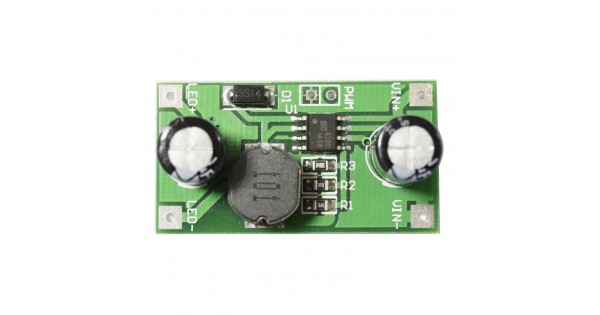 LED+
SS14
D1
PWM
VIN+
U1
101
R3
R2
R1
LED-
VIN-